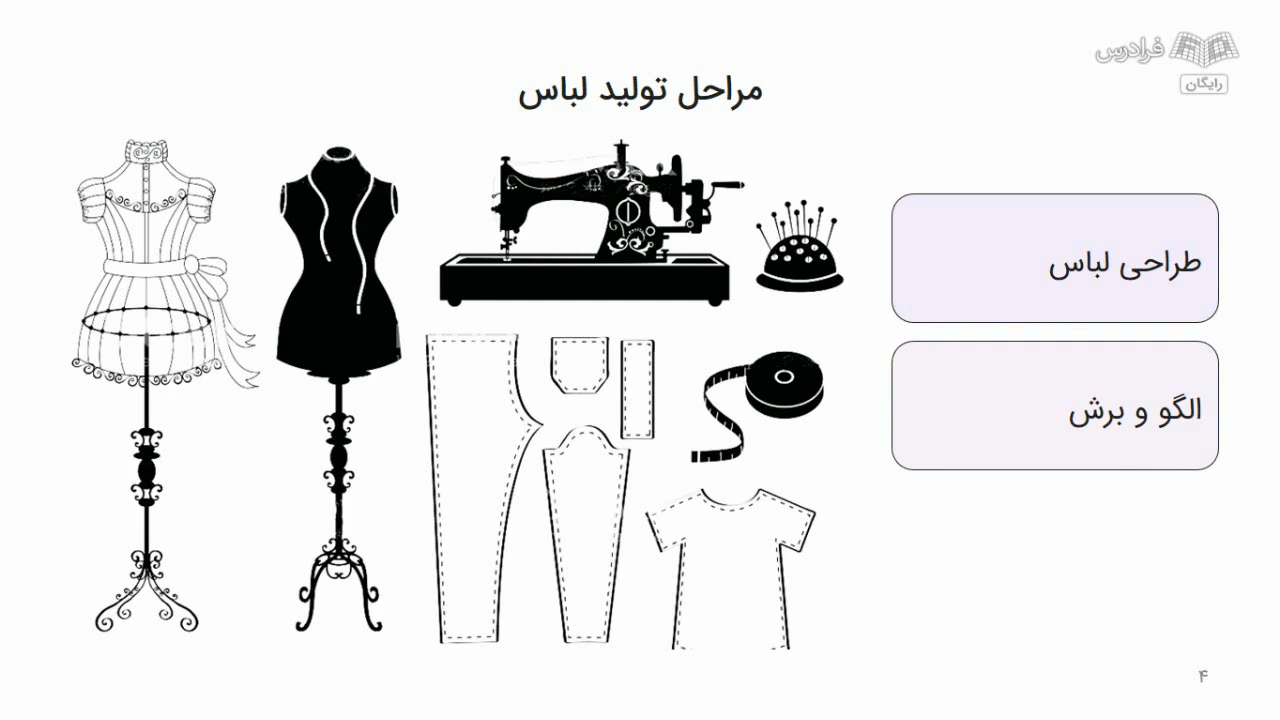 فرادرس
رایگان
مراحل تولید لباس
طراحی لباس
الگو و برش
۴